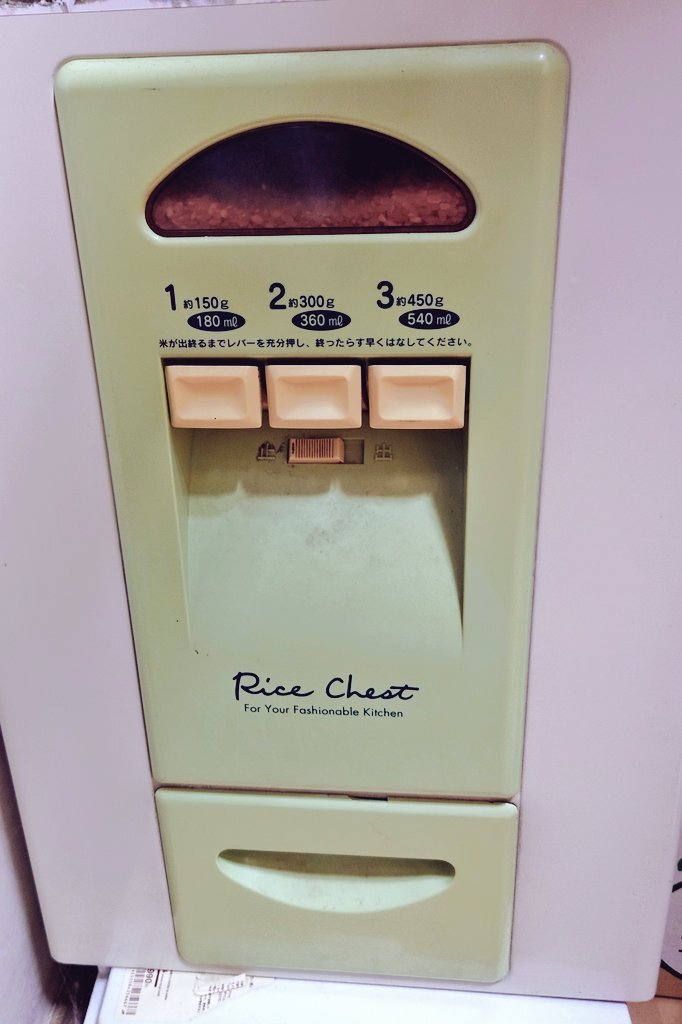 1 約150g 2 約300g 3 約450g
180 ml 360 ml 540 ml
米が出終るまでレバーを充分押し、終ったらす早くはなしてください。
止 出
Rice Chest
For Your Fashionable Kitchen